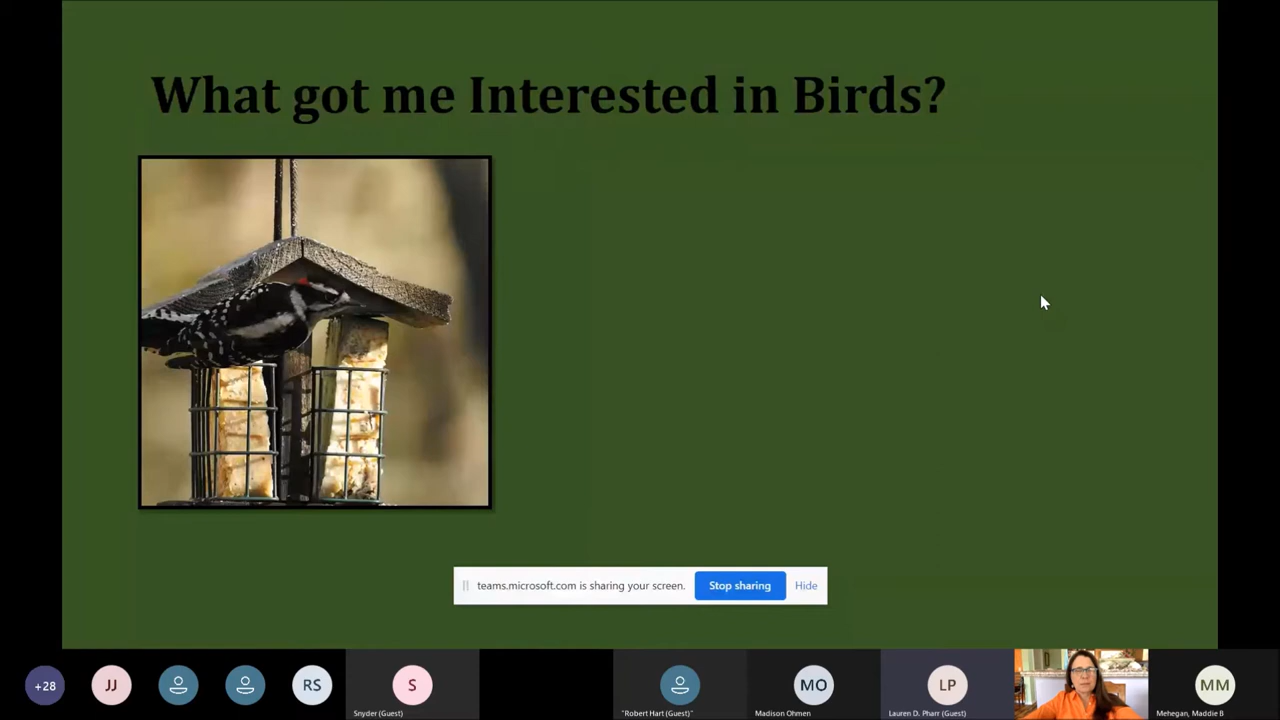 What got me Interested in Birds?
teams.microsoft.com is sharing your screen. Stop sharing Hide
+28 JJ RS S MO LP MM
Snyder (Guest) "Robert Hart (Guest)" Madison Ohmen Lauren D. Pharr (Guest) Mehegan, Maddie B